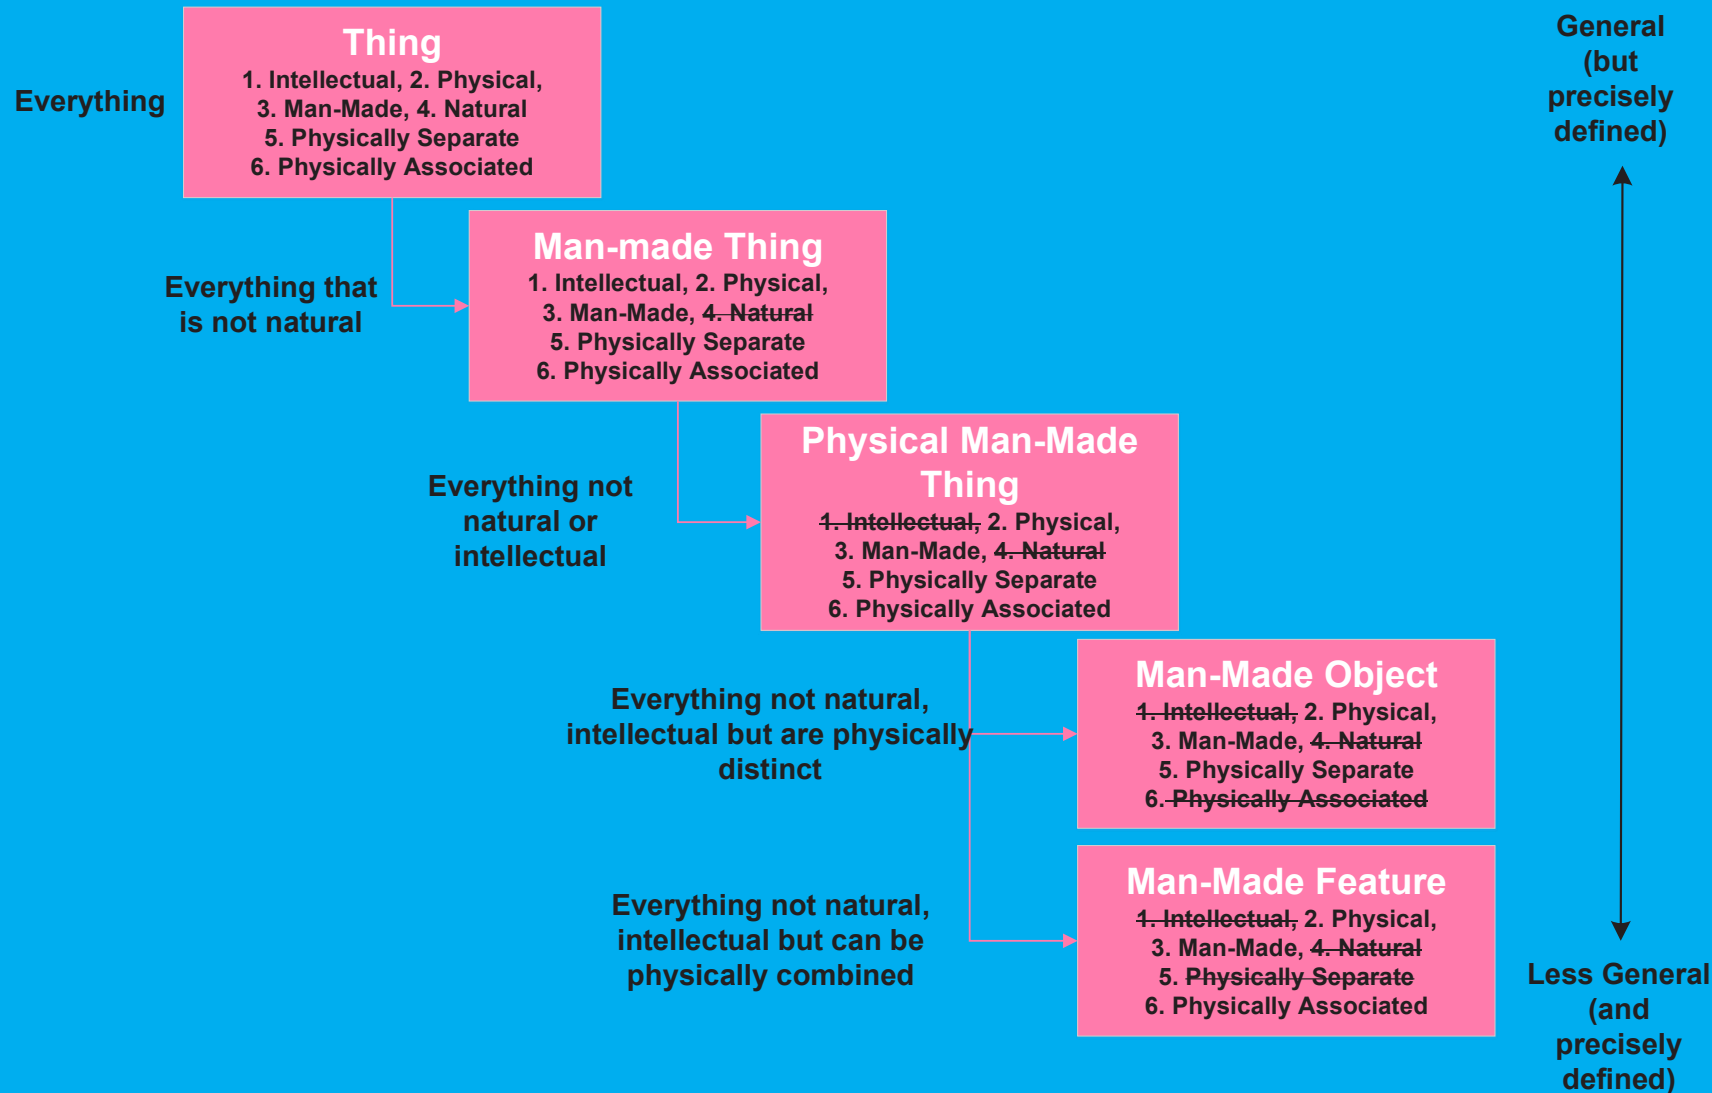 Everything
Thing
1. Intellectual, 2. Physical,
3. Man-Made, 4. Natural
5. Physically Separate
6. Physically Associated
General
(but
precisely
defined)
Everything that
is not natural
Man-made Thing
1. Intellectual, 2. Physical,
3. Man-Made, 4. Natural
5. Physically Separate
6. Physically Associated
Everything not
natural or
intellectual
Physical Man-Made
Thing
1. Intellectual, 2. Physical,
3. Man-Made, 4. Natural
5. Physically Separate
6. Physically Associated
Everything not natural,
intellectual but are physically
distinct
Man-Made Object
1. Intellectual, 2. Physical,
3. Man-Made, 4. Natural
5. Physically Separate
6. Physically Associated
Everything not natural,
intellectual but can be
physically combined
Man-Made Feature
1. Intellectual, 2. Physical,
3. Man-Made, 4. Natural
5. Physically Separate
6. Physically Associated
Less General
(and
precisely
defined)